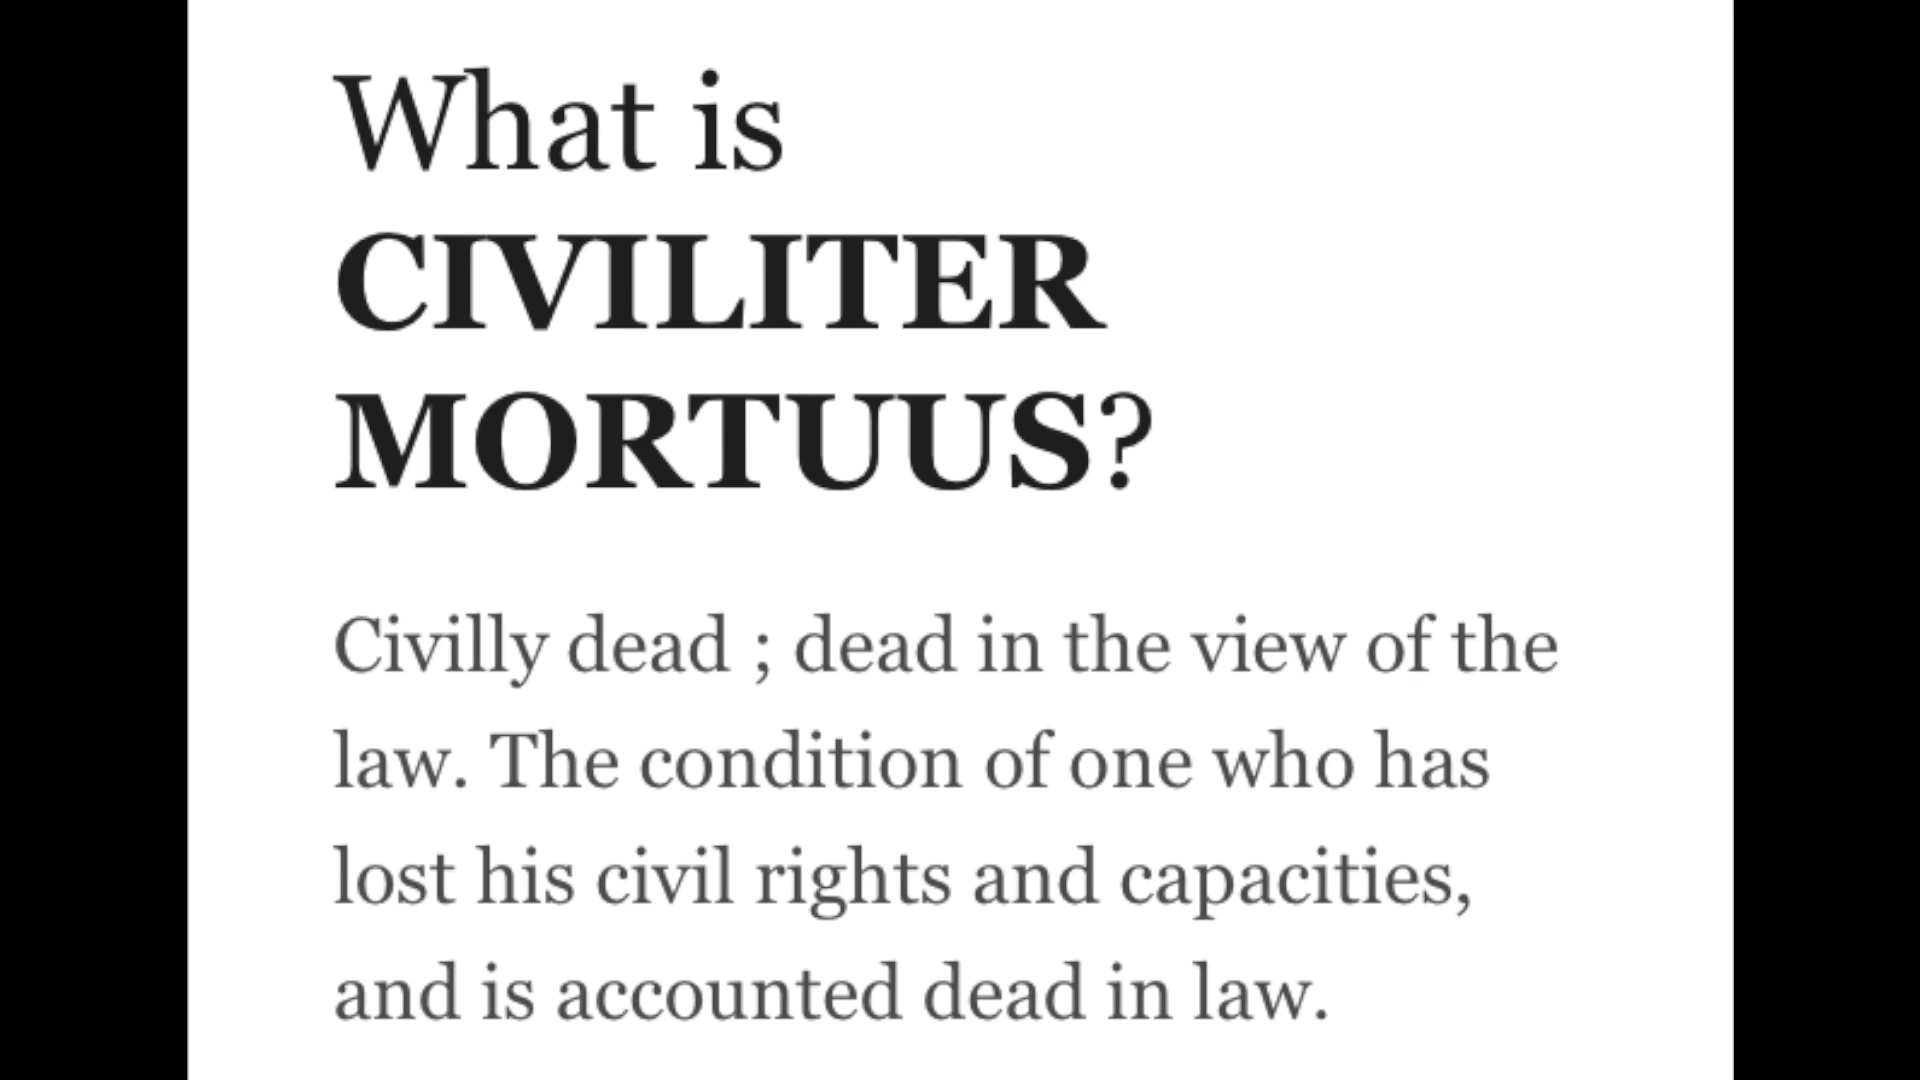 What is
CIVILITER
MORTUUS?
Civilly dead ; dead in the view of the
law. The condition of one who has
lost his civil rights and capacities,
and is accounted dead in law.